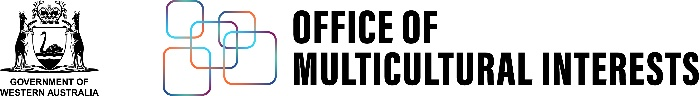 GOVERNMENT OF
WESTERN AUSTRALIA
OFFICE OF
MULTICULTURAL INTERESTS